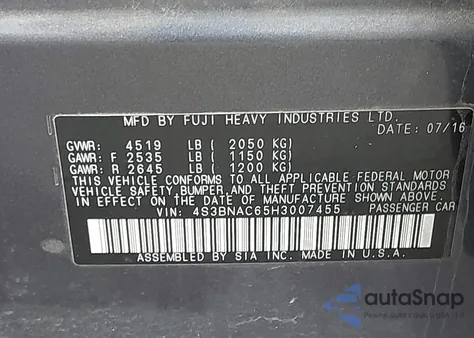 MFD BY FUJI HEAVY INDUSTRIES LTD.
DATE: 07/16
GVWR: 4519 LB ( 2050 KG)
GAWR: F 2535 LB ( 1150 KG)
GAWR: R 2645 LB ( 1200 KG)
THIS VEHICLE CONFORMS TO ALL APPLICABLE FEDERAL MOTOR
VEHICLE SAFETY, BUMPER, AND THEFT PREVENTION STANDARDS
IN EFFECT ON THE DATE OF MANUFACTURE SHOWN ABOVE.
VIN: 4S3BNAC65H3007455 PASSENGER CAR
ASSEMBLED BY SIA INC. MADE IN U.S.A.
autoSnap